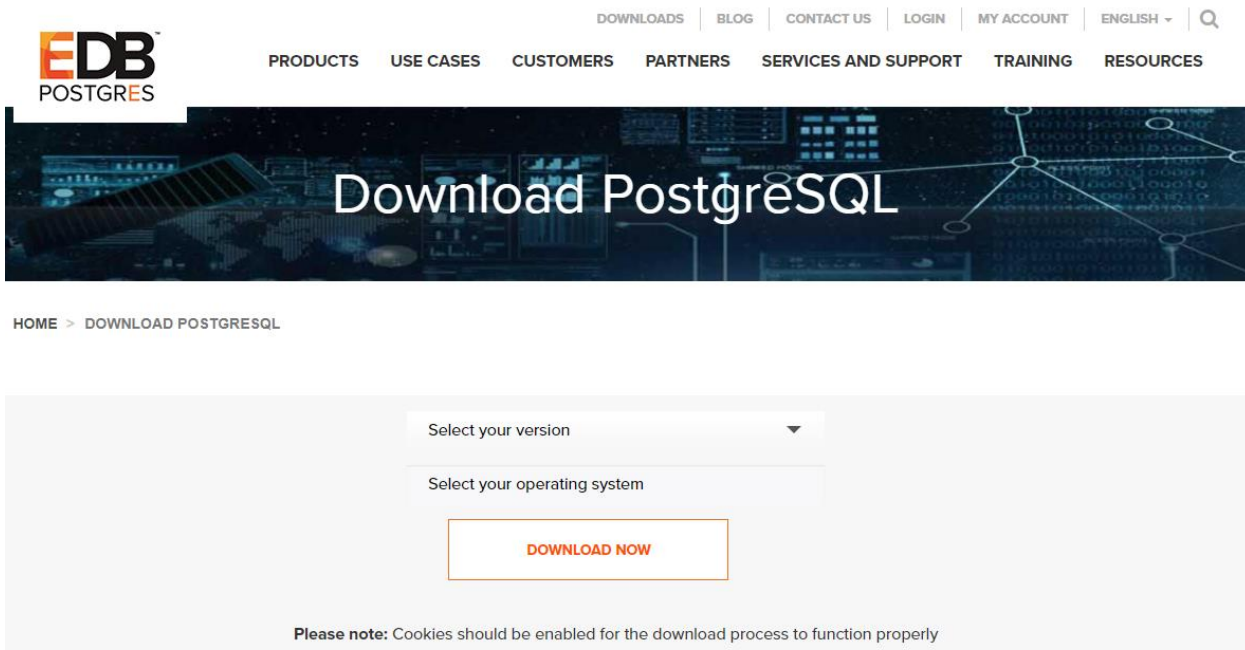 DOWNLOADS BLOG CONTACT US LOGIN MY ACCOUNT ENGLISH
EDB™
POSTGRES
PRODUCTS USE CASES CUSTOMERS PARTNERS SERVICES AND SUPPORT TRAINING RESOURCES
Download PostgreSQL
HOME > DOWNLOAD POSTGRESQL
Select your version
Select your operating system
DOWNLOAD NOW
Please note: Cookies should be enabled for the download process to function properly